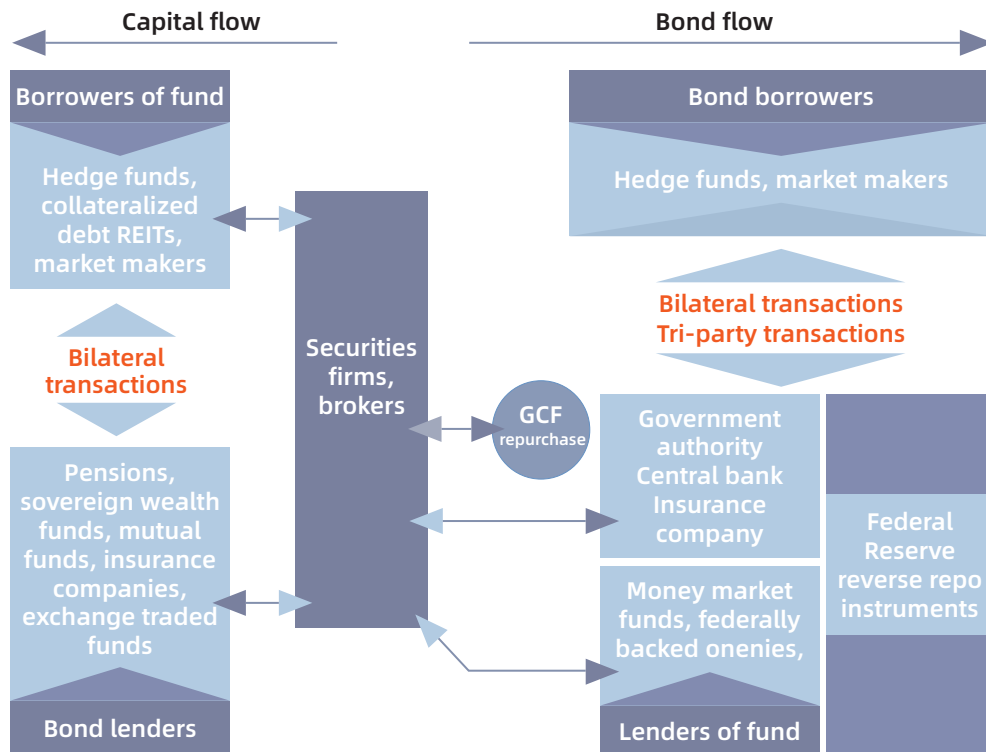 Capital flow
Bond flow
Borrowers of fund
Hedge funds,
collateralized
debt REITs,
market makers
Bilateral
transactions
Pensions,
sovereign wealth
funds, mutual
funds, insurance
companies,
exchange traded
funds
Bond lenders
Securities
firms,
brokers
GCF
repurchase
Bond borrowers
Hedge funds, market makers
Bilateral transactions
Tri-party transactions
Government
authority
Central bank
Insurance
company
Money market
funds, federally
backed onenies,
Lenders of fund
Federal
Reserve
reverse repo
instruments